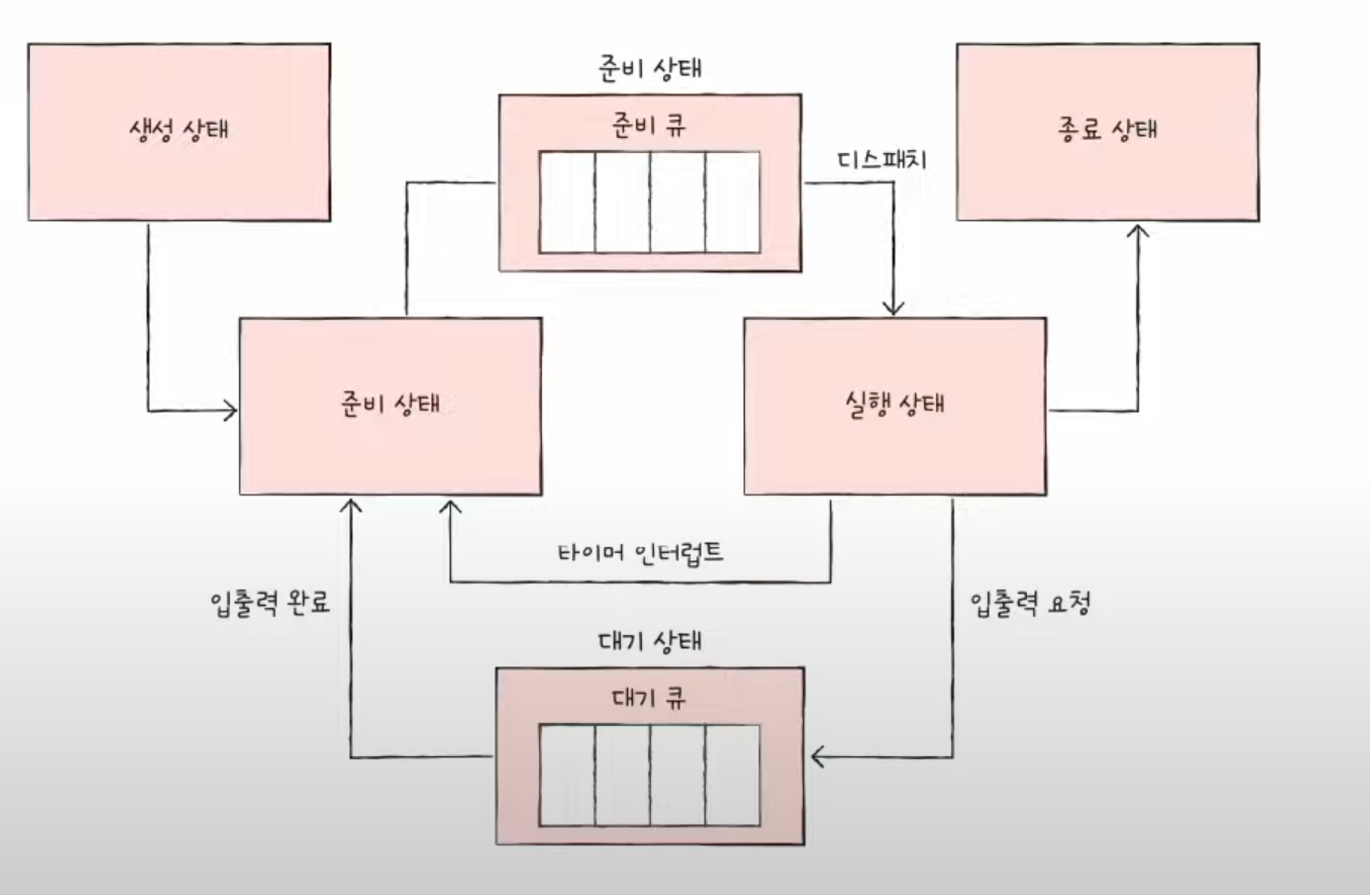 준비 상태
생성 상태
준비 큐
종료 상태
디스패치
준비 상태
실행 상태
타이머 인터럽트
입출력 완료
입출력 요청
대기 상태
대기 큐